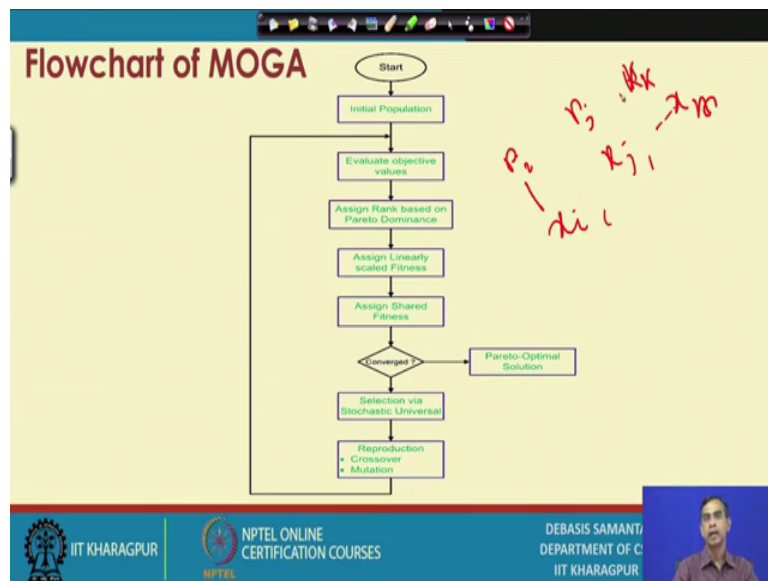 Flowchart of MOGA
Start
Initial Population
Evaluate objective
values
Assign Rank based on
Pareto Dominance
Assign Linearly
scaled Fitness
Assign Shared
Fitness
Converged ?
Pareto-Optimal
Solution
Selection via
Stochastic Universal
Reproduction
• Crossover
• Mutation
IIT KHARAGPUR
NPTEL
NPTEL ONLINE
CERTIFICATION COURSES
DEBASIS SAMANTA
DEPARTMENT OF CS
IIT KHARAGPUR